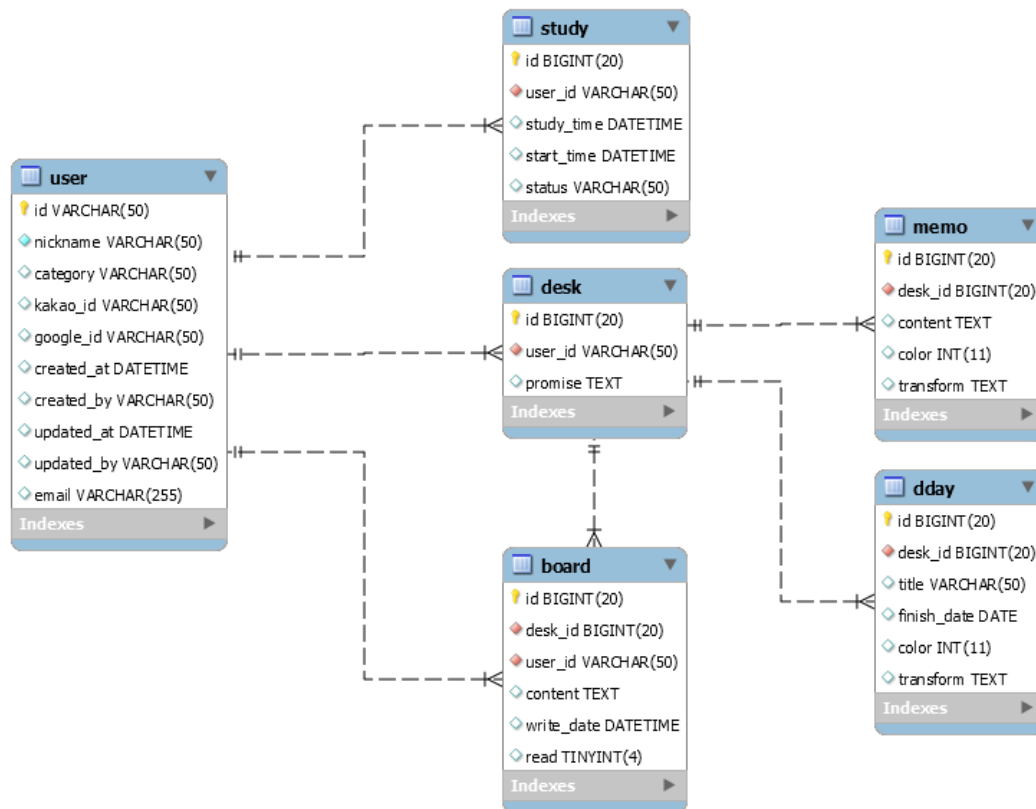 study
id BIGINT(20)
user_id VARCHAR(50)
study_time DATETIME
start_time DATETIME
status VARCHAR(50)
Indexes
user
id VARCHAR(50)
nickname VARCHAR(50)
category VARCHAR(50)
kakao_id VARCHAR(50)
google_id VARCHAR(50)
created_at DATETIME
created_by VARCHAR(50)
updated_at DATETIME
updated_by VARCHAR(50)
email VARCHAR(255)
Indexes
desk
id BIGINT(20)
user_id VARCHAR(50)
promise TEXT
Indexes
memo
id BIGINT(20)
desk_id BIGINT(20)
content TEXT
color INT(11)
transform TEXT
Indexes
board
id BIGINT(20)
desk_id BIGINT(20)
user_id VARCHAR(50)
content TEXT
write_date DATETIME
read TINYINT(4)
Indexes
dday
id BIGINT(20)
desk_id BIGINT(20)
title VARCHAR(50)
finish_date DATE
color INT(11)
transform TEXT
Indexes